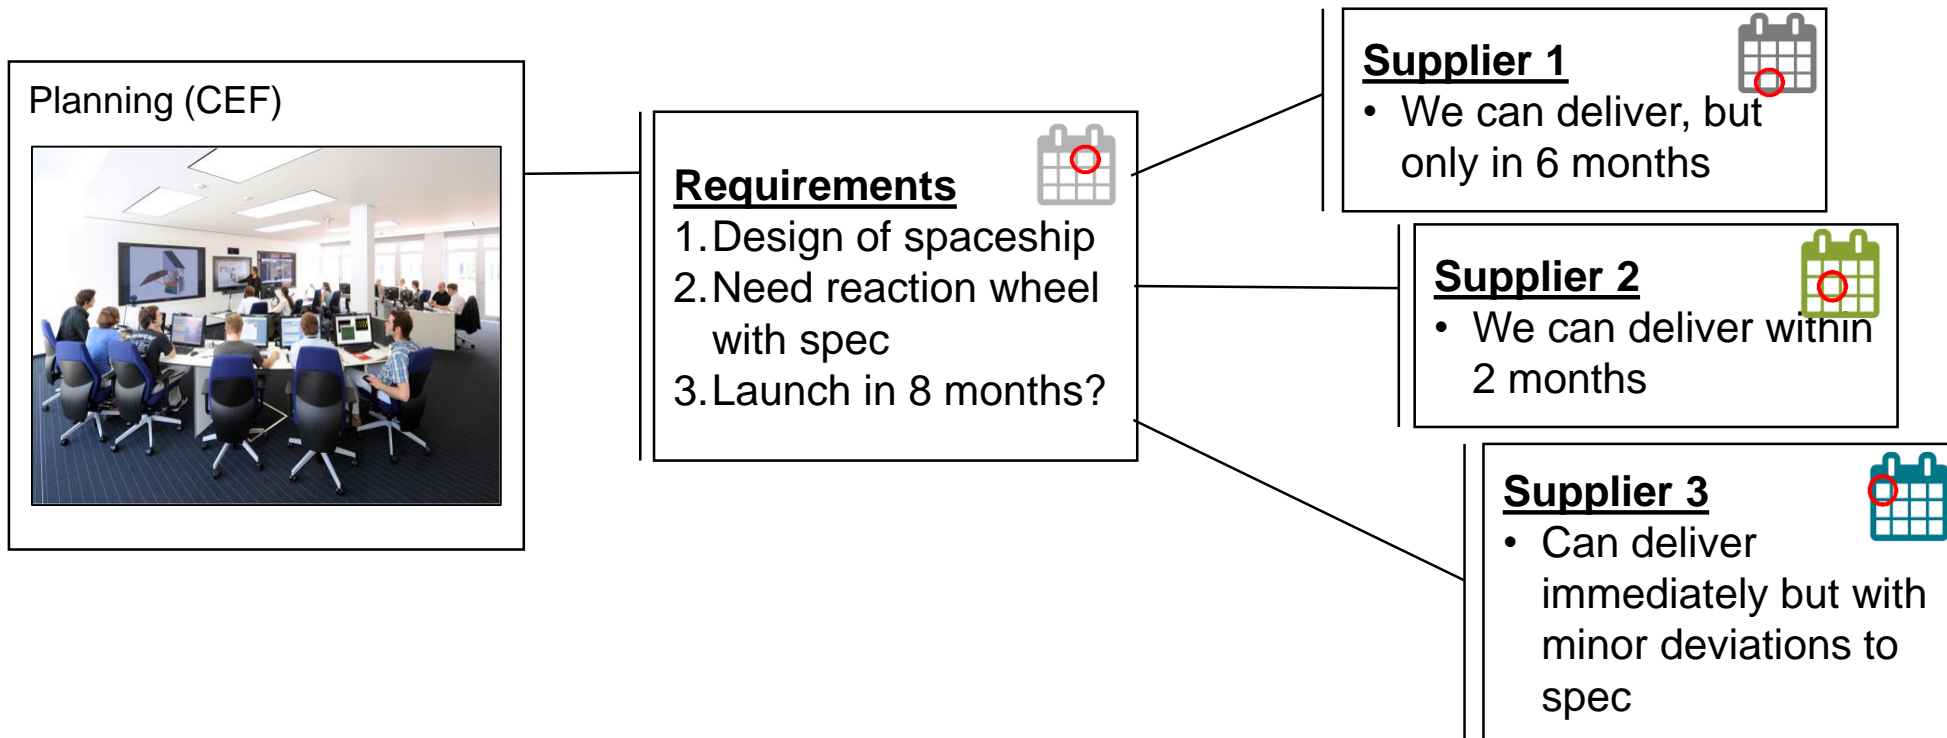 Planning (CEF)
Requirements
1.Design of spaceship
2.Need reaction wheel
with spec
3.Launch in 8 months?
Supplier 1
• We can deliver, but
only in 6 months
Supplier 2
• We can deliver within
2 months
Supplier 3
• Can deliver
immediately but with
minor deviations to
spec